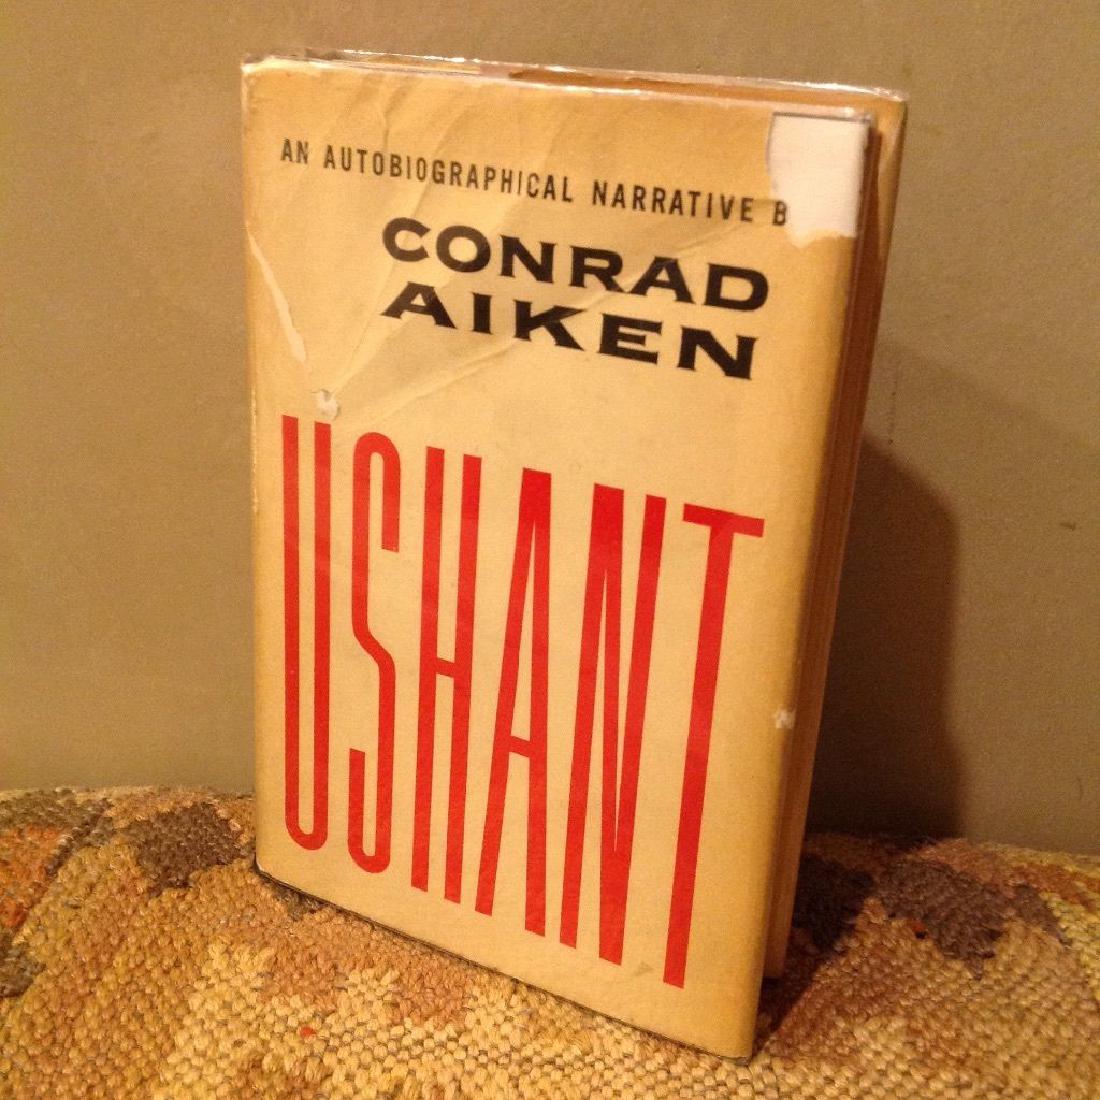 AN AUTOBIOGRAPHICAL NARRATIVE B
CONRAD
AIKEN
USHANT